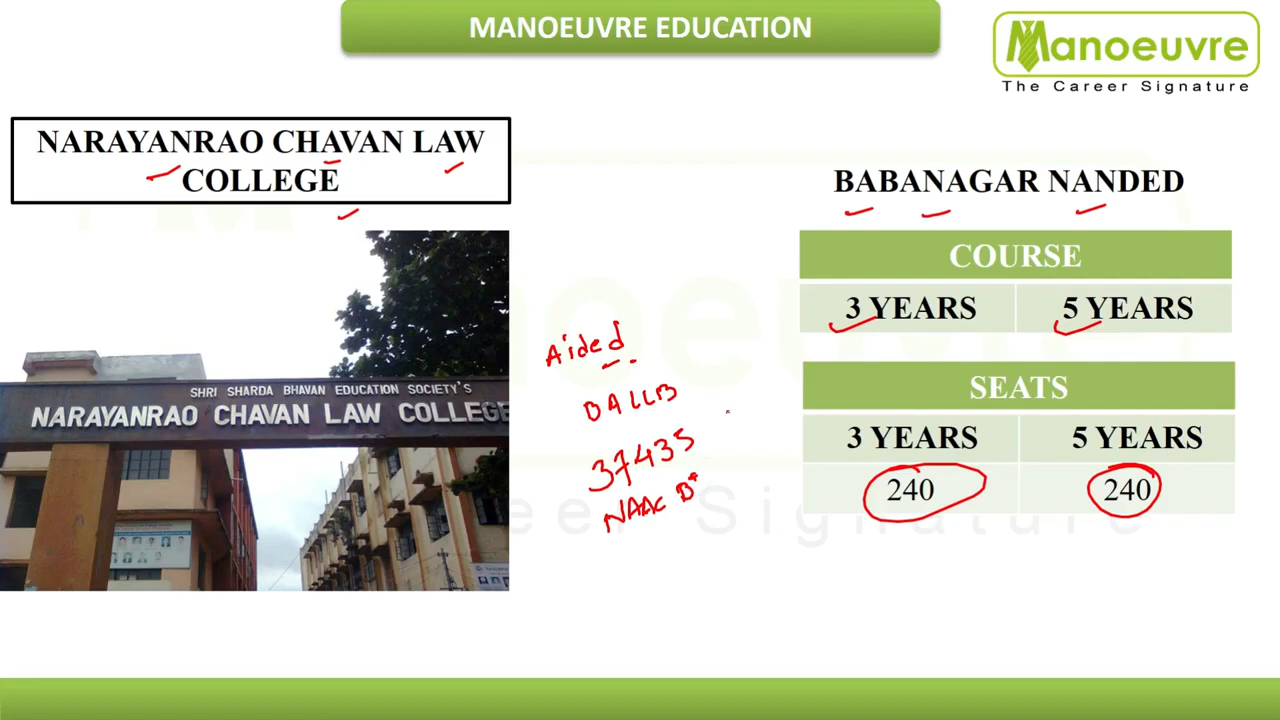 MANOEUVRE EDUCATION
Manoeuvre
The Career Signature
NARAYANRAO CHAVAN LAW
COLLEGE
SHRI SHARDA BHAVAN EDUCATION SOCIETY'S
NARAYANRAO CHAVAN LAW COLLEGE
Aided
BALLB
37435
NAAC B+
BABANAGAR NANDED
COURSE
3 YEARS 5 YEARS
SEATS
3 YEARS 5 YEARS
240 240